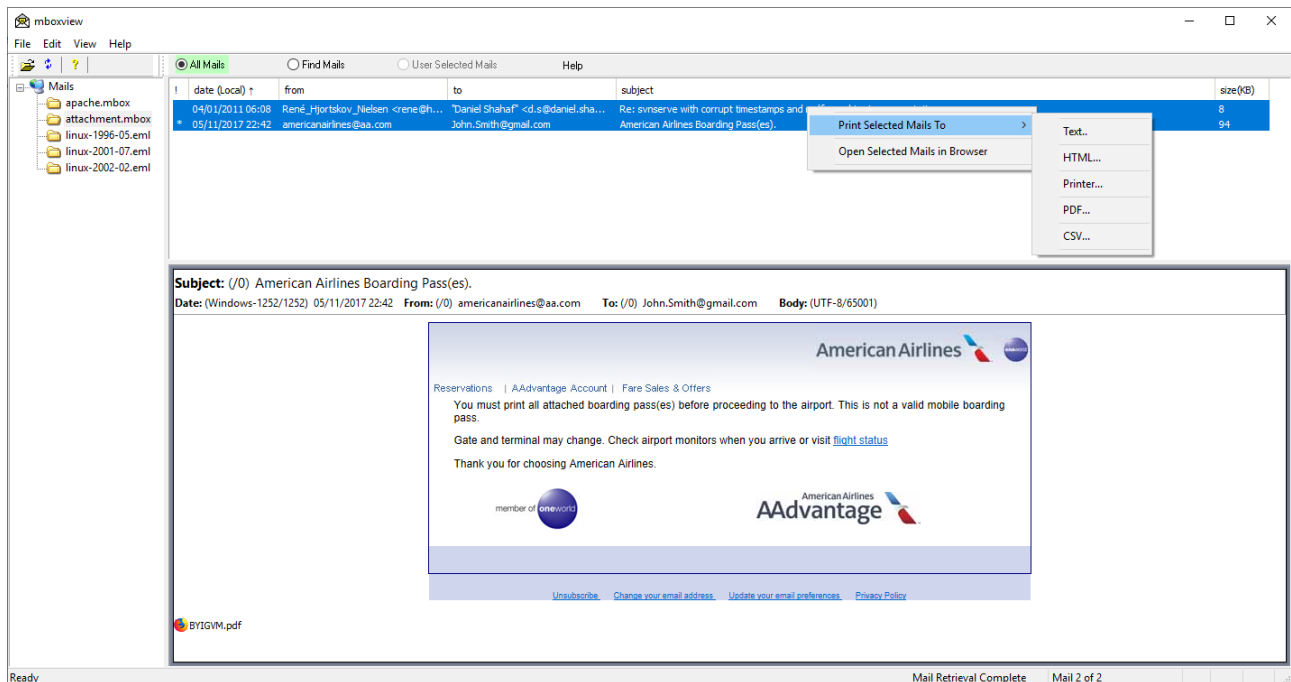 mboxview
File Edit View Help
All Mails Find Mails User Selected Mails Help
Mails
apache.mbox
attachment.mbox
linux-1996-05.eml
linux-2001-07.eml
linux-2002-02.eml
! date (Local) ↑ from to subject size(KB)
04/01/2011 06:08 René_Hjortskov_Nielsen <rene@h... "Daniel Shahaf" <d.s@daniel.sha... Re: svnserve with corrupt timestamps and 8
* 05/11/2017 22:42 americanairlines@aa.com John.Smith@gmail.com American Airlines Boarding Pass(es). 94
Print Selected Mails To >
Open Selected Mails in Browser
Text..
HTML...
Printer...
PDF...
CSV...
Subject: (/0) American Airlines Boarding Pass(es).
Date: (Windows-1252/1252) 05/11/2017 22:42 From: (/0) americanairlines@aa.com To: (/0) John.Smith@gmail.com Body: (UTF-8/65001)
American Airlines oneworld
Reservations | AAdvantage Account | Fare Sales & Offers
You must print all attached boarding pass(es) before proceeding to the airport. This is not a valid mobile boarding
pass.
Gate and terminal may change. Check airport monitors when you arrive or visit flight status
Thank you for choosing American Airlines.
member of oneworld
American Airlines
AAdvantage
Unsubscribe Change your email address Update your email preferences Privacy Policy
BYIGVM.pdf
Ready Mail Retrieval Complete Mail 2 of 2